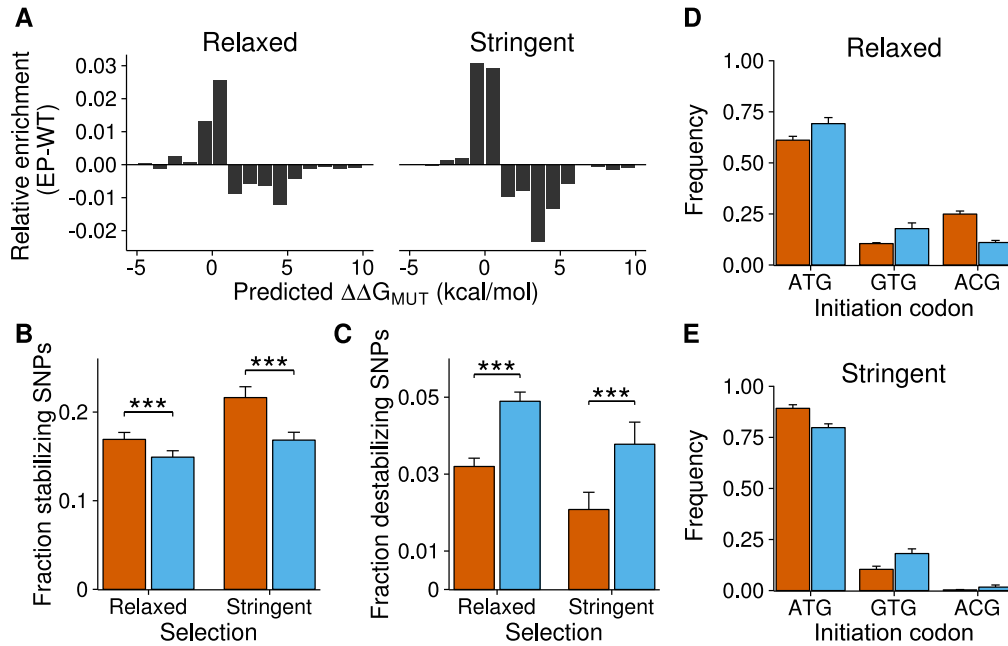 A
Relaxed
Stringent
Relative enrichment
(EP-WT)
0.03
0.02
0.01
0.00
-0.01
-0.02
-5
0
5
10
-5
0
5
10
Predicted ΔΔG_MUT (kcal/mol)
B
Fraction stabilizing SNPs
0.2
0.1
0
***
***
Relaxed
Stringent
Selection
C
Fraction destabilizing SNPs
0.05
0.03
0.01
0
***
***
Relaxed
Stringent
Selection
D
Relaxed
Frequency
1.00
0.75
0.50
0.25
0.00
ATG
GTG
ACG
Initiation codon
E
Stringent
Frequency
1.00
0.75
0.50
0.25
0.00
ATG
GTG
ACG
Initiation codon